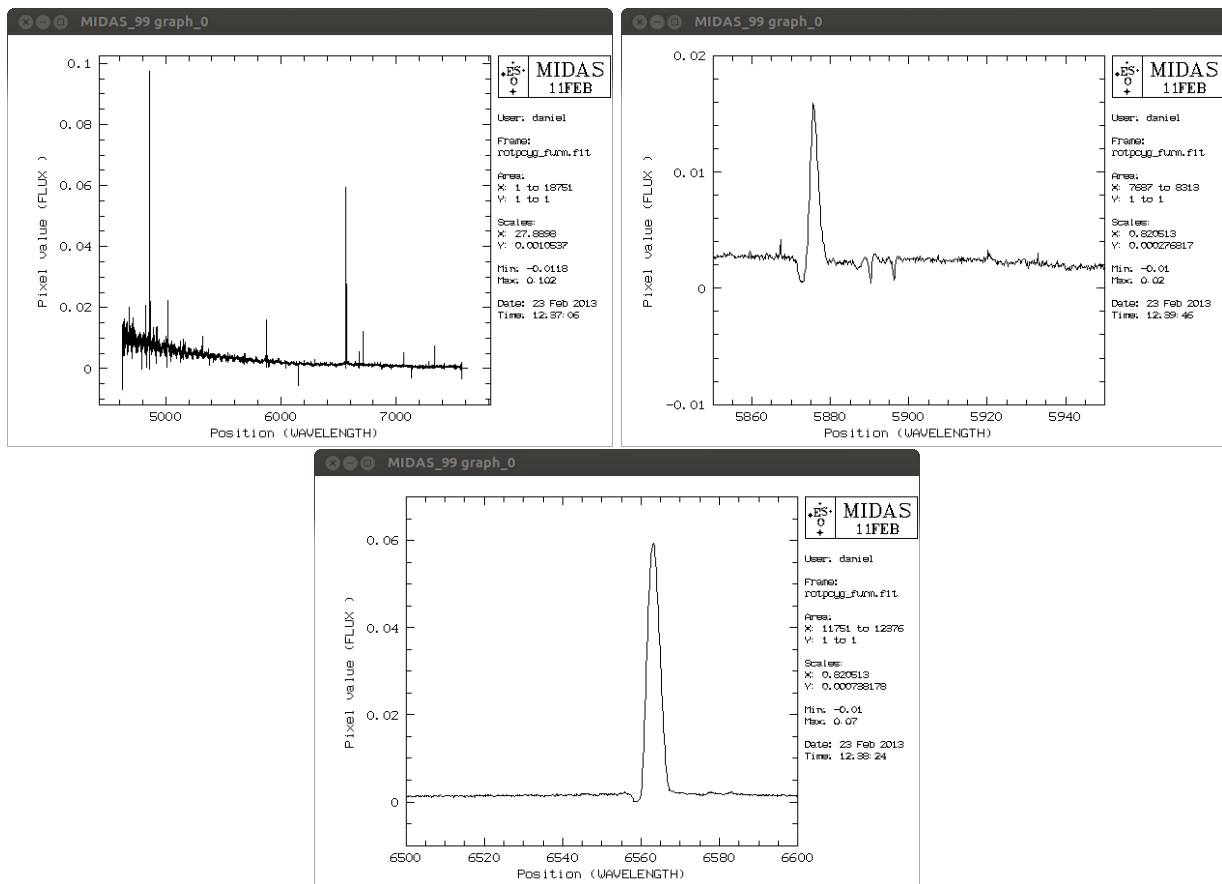 MIDAS_99 graph_0
0.1
0.08
0.06
0.04
0.02
0
5000 6000 7000
Position (WAVELENGTH)
Pixel value (FLUX )
ES
O
MIDAS
11FEB
User: daniel
Frame:
rotpcyg_fwrm.fit
Area:
X: 1 to 18751
Y: 1 to 1
Scales:
X: 27.8898
Y: 0.0010537
Min: -0.0118
Max: 0.102
Date: 23 Feb 2013
Time: 12:37:06
MIDAS_99 graph_0
0.02
0.01
0
-0.01
5860 5880 5900 5920 5940
Position (WAVELENGTH)
Pixel value (FLUX )
ES
O
MIDAS
11FEB
User: daniel
Frame:
rotpcyg_fwrm.fit
Area:
X: 7687 to 8313
Y: 1 to 1
Scales:
X: 0.820513
Y: 0.000276817
Min: -0.01
Max: 0.02
Date: 23 Feb 2013
Time: 12:39:46
MIDAS_99 graph_0
0.06
0.04
0.02
0
6500 6520 6540 6560 6580 6600
Position (WAVELENGTH)
Pixel value (FLUX )
ES
O
MIDAS
11FEB
User: daniel
Frame:
rotpcyg_fwrm.fit
Area:
X: 11751 to 12376
Y: 1 to 1
Scales:
X: 0.820513
Y: 0.000738178
Min: -0.01
Max: 0.07
Date: 23 Feb 2013
Time: 12:38:24